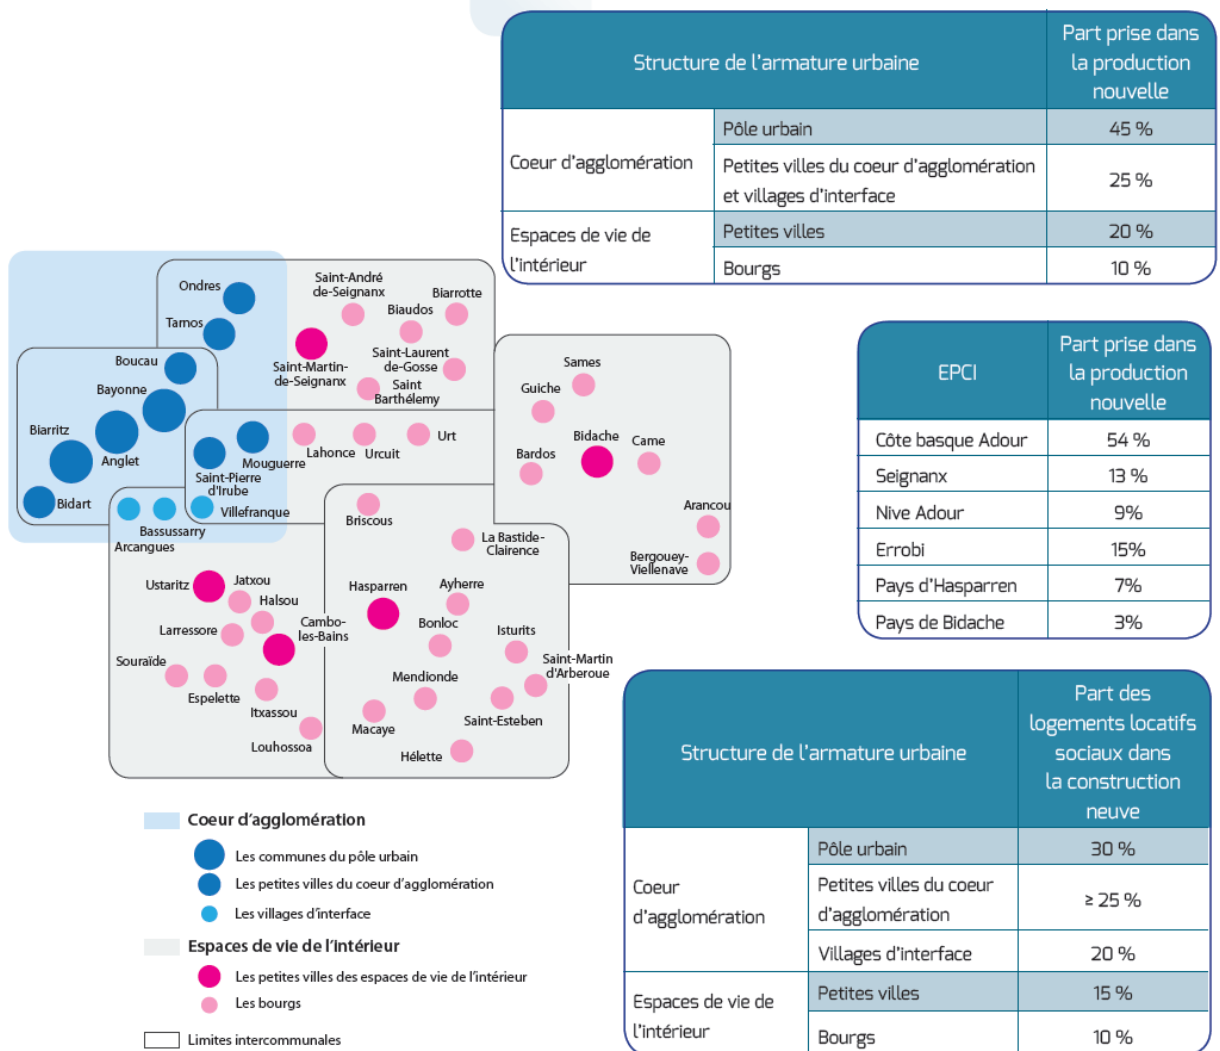 Structure de l'armature urbaine
Part prise dans
la production
nouvelle
Coeur d'agglomération
Pôle urbain
45 %
Petites villes du coeur d'agglomération
et villages d'interface
25 %
Espaces de vie de
l'intérieur
Petites villes
20 %
Bourgs
10 %
Ondres
Tarnos
Saint-André
de-Seignanx
Biaudos
Biarrotte
Saint-Martin-
de-Seignanx
Saint-Laurent
de-Gosse
Saint
Barthélemy
Boucau
Bayonne
Biarritz
Anglet
Bidart
Mouguerre
Saint-Pierre
d'Irube
Lahonce
Urcuit
Urt
Villefranque
Bassussarry
Arcangues
Sames
Guiche
Bidache
Came
Bardos
Arancou
Bergouey-
Viellenave
Briscous
La Bastide-
Clairence
Ustaritz
Jatxou
Halsou
Larressore
Cambo-
les-Bains
Souraïde
Espelette
Itxassou
Louhossoa
Hasparren
Ayherre
Bonloc
Isturits
Saint-Martin
d'Arberoue
Mendionde
Saint-Esteben
Macaye
Hélette
EPCI
Part prise dans
la production
nouvelle
Côte basque Adour
54 %
Seignanx
13 %
Nive Adour
9%
Errobi
15%
Pays d'Hasparren
7%
Pays de Bidache
3%
Coeur d'agglomération
Les communes du pôle urbain
Les petites villes du coeur d'agglomération
Les villages d'interface
Espaces de vie de l'intérieur
Les petites villes des espaces de vie de l'intérieur
Les bourgs
Limites intercommunales
Structure de l'armature urbaine
Part des
logements locatifs
sociaux dans
la construction
neuve
Coeur
d'agglomération
Pôle urbain
30 %
Petites villes du coeur
d'agglomération
≥ 25 %
Villages d'interface
20 %
Espaces de vie de
l'intérieur
Petites villes
15 %
Bourgs
10 %